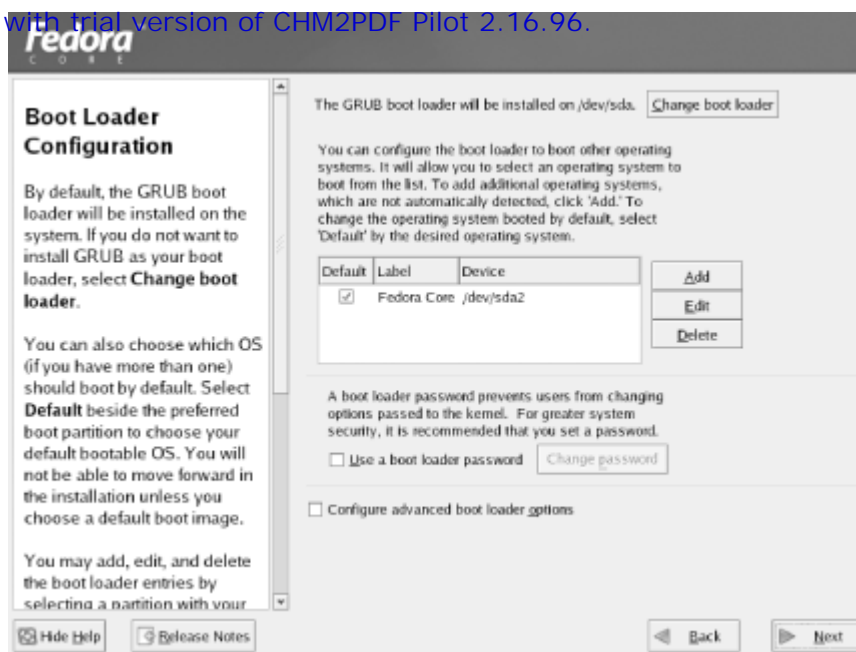 with trial version of CHM2PDF Pilot 2.16.96.
fedora
CORE
Boot Loader
Configuration
By default, the GRUB boot
loader will be installed on the
system. If you do not want to
install GRUB as your boot
loader, select Change boot
loader.
You can also choose which OS
(if you have more than one)
should boot by default. Select
Default beside the preferred
boot partition to choose your
default bootable OS. You will
not be able to move forward in
the installation unless you
choose a default boot image.
You may add, edit, and delete
the boot loader entries by
selecting a partition with your
The GRUB boot loader will be installed on /dev/sda. Change boot loader
You can configure the boot loader to boot other operating
systems. It will allow you to select an operating system to
boot from the list. To add additional operating systems,
which are not automatically detected, click 'Add.' To
change the operating system booted by default, select
'Default' by the desired operating system.
Default Label Device
Fedora Core /dev/sda2
Add
Edit
Delete
A boot loader password prevents users from changing
options passed to the kernel. For greater system
security, it is recommended that you set a password.
Use a boot loader password Change password
Configure advanced boot loader options
Hide Help Release Notes Back Next